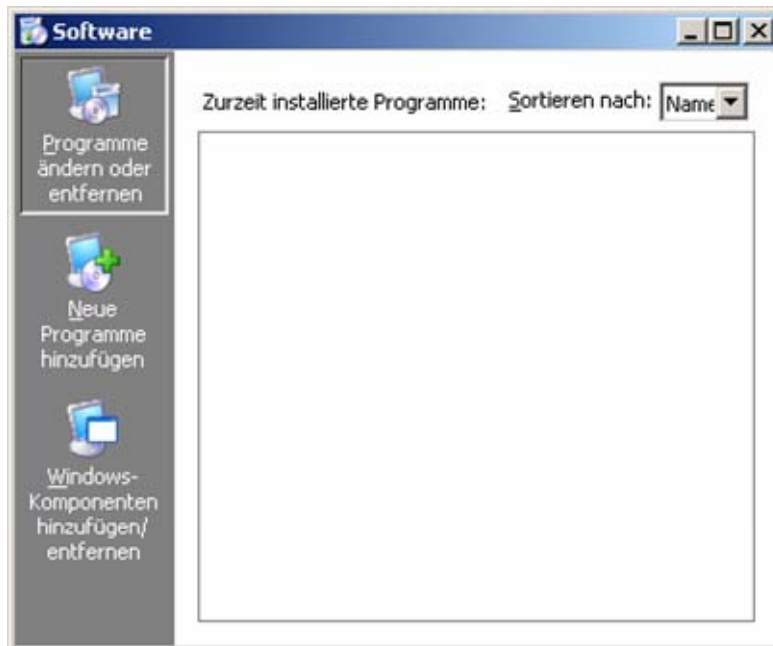 Software
Programme
ändern oder
entfernen
Neue
Programme
hinzufügen
Windows-
Komponenten
hinzufügen/
entfernen
Zurzeit installierte Programme: Sortieren nach: Name